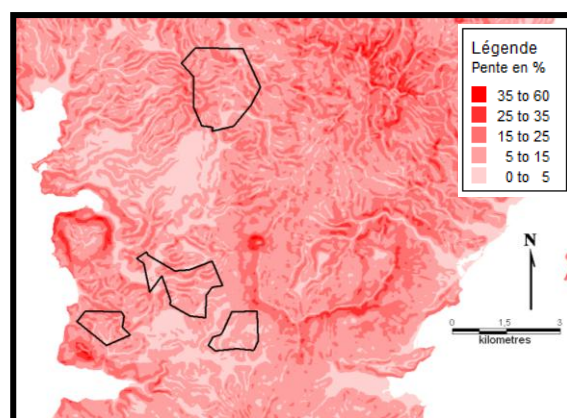 Légende
Pente en %
35 to 60
25 to 35
15 to 25
5 to 15
0 to 5
N
0 1,5 3
kilometres